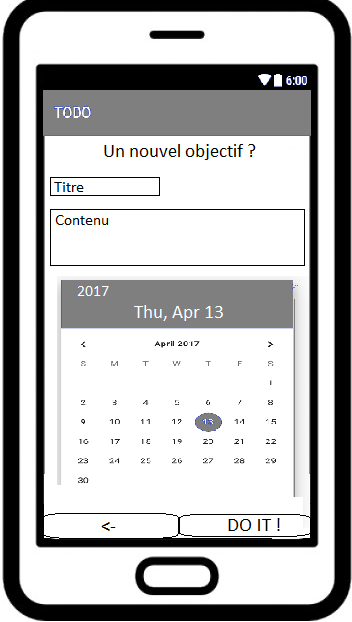 6:00
TODO
Un nouvel objectif ?
Titre
Contenu
2017
Thu, Apr 13
< April 2017 >
S M T W T F S
1
2 3 4 5 6 7 8
9 10 11 12 13 14 15
16 17 18 19 20 21 22
23 24 25 26 27 28 29
30
<- DO IT !